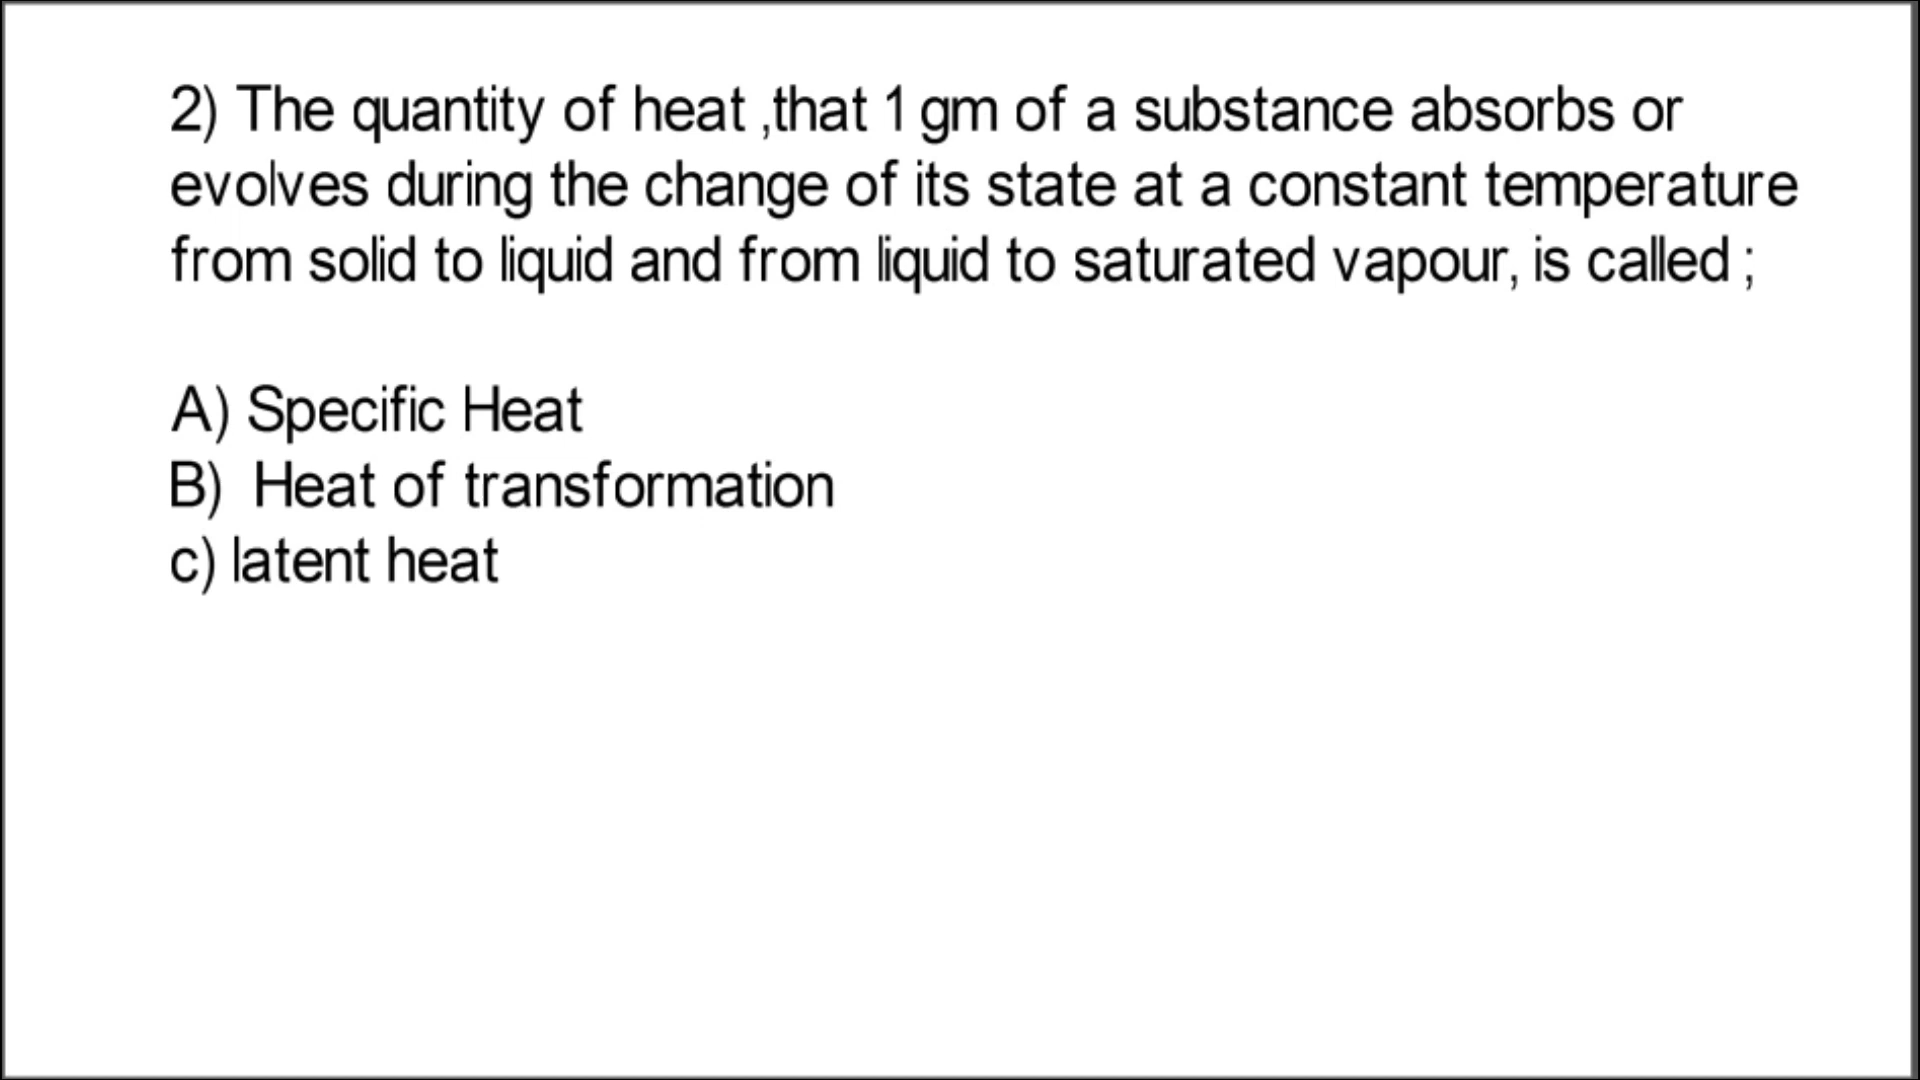 2) The quantity of heat ,that 1 gm of a substance absorbs or
evolves during the change of its state at a constant temperature
from solid to liquid and from liquid to saturated vapour, is called ;
A) Specific Heat
B) Heat of transformation
c) latent heat